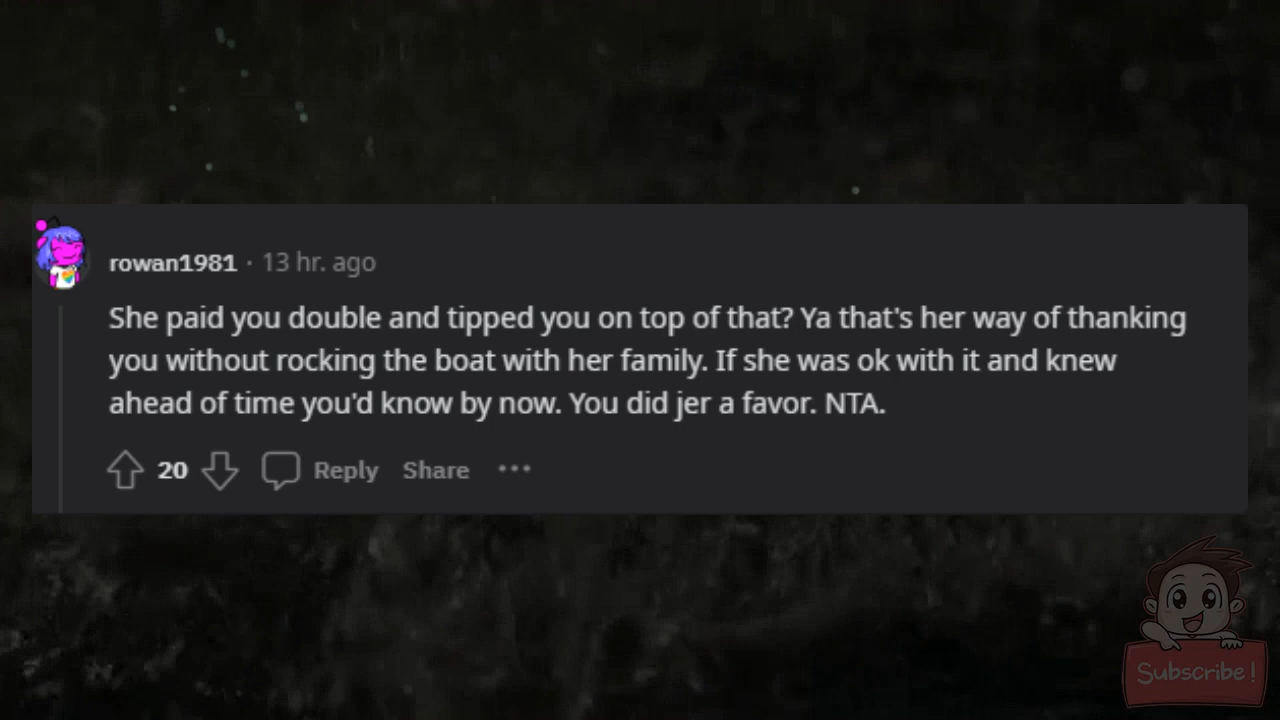 rowan1981 · 13 hr. ago
She paid you double and tipped you on top of that? Ya that's her way of thanking
you without rocking the boat with her family. If she was ok with it and knew
ahead of time you'd know by now. You did jer a favor. NTA.
20 Reply Share ···
Subscribe!